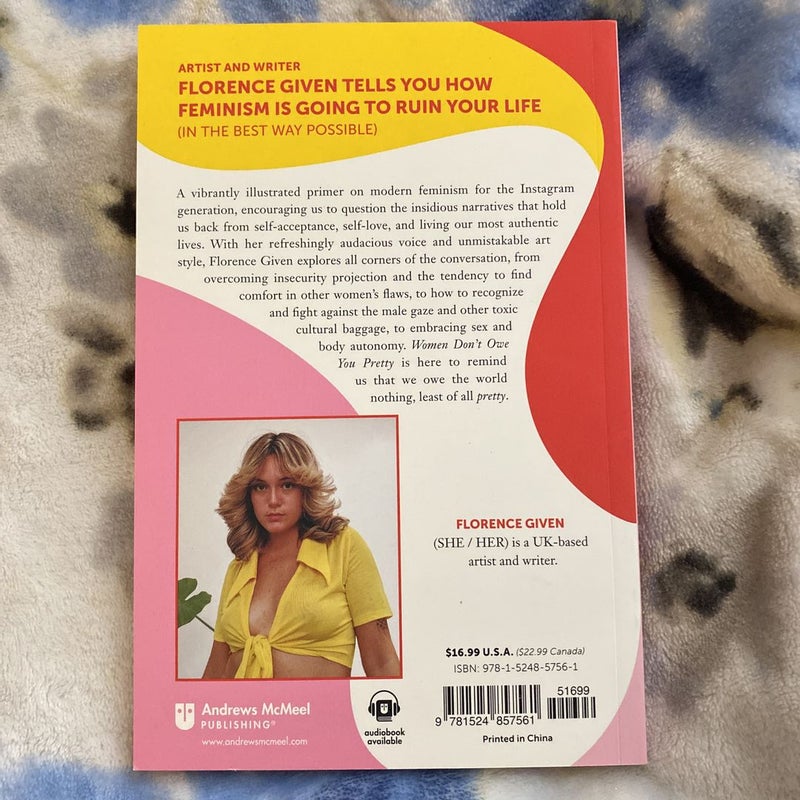 ARTIST AND WRITER
FLORENCE GIVEN TELLS YOU HOW
FEMINISM IS GOING TO RUIN YOUR LIFE
(IN THE BEST WAY POSSIBLE)
A vibrantly illustrated primer on modern feminism for the Instagram
generation, encouraging us to question the insidious narratives that hold
us back from self-acceptance, self-love, and living our most authentic
lives. With her refreshingly audacious voice and unmistakable art
style, Florence Given explores all corners of the conversation, from
overcoming insecurity projection and the tendency to find
comfort in other women's flaws, to how to recognize
and fight against the male gaze and other toxic
cultural baggage, to embracing sex and
body autonomy. Women Don't Owe
You Pretty is here to remind
us that we owe the world
nothing, least of all pretty.
FLORENCE GIVEN
(SHE / HER) is a UK-based
artist and writer.
$16.99 U.S.A. ($22.99 Canada)
ISBN: 978-1-5248-5756-1
51699
9 781524 857561
Printed in China
Andrews McMeel
PUBLISHING®
www.andrewsmcmeel.com
audiobook
available